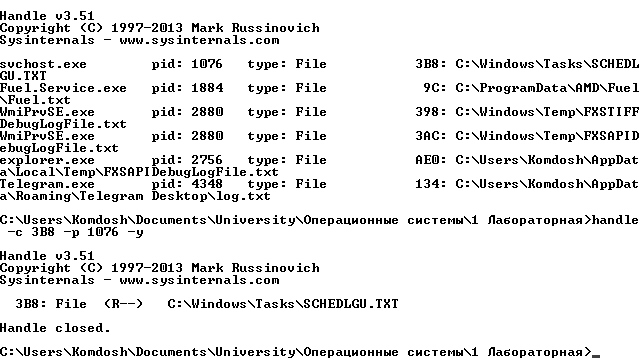 Handle v3.51
Copyright (C) 1997-2013 Mark Russinovich
Sysinternals - www.sysinternals.com
svchost.exe pid: 1076 type: File 3B8: C:\Windows\Tasks\SCHEDL
GU.TXT
Fuel.Service.exe pid: 1884 type: File 9C: C:\ProgramData\AMD\Fuel
\Fuel.txt
WmiPrvSE.exe pid: 2880 type: File 398: C:\Windows\Temp\FXSTIFF
DebugLogFile.txt
WmiPrvSE.exe pid: 2880 type: File 3AC: C:\Windows\Temp\FXSAPID
ebugLogFile.txt
explorer.exe pid: 2756 type: File AE0: C:\Users\Komdosh\AppDat
a\Local\Temp\FXSAPIDebugLogFile.txt
Telegram.exe pid: 4348 type: File 134: C:\Users\Komdosh\AppDat
a\Roaming\Telegram Desktop\log.txt
C:\Users\Komdosh\Documents\University\Операционные системы\1 Лабораторная>handle
-c 3B8 -p 1076 -y
Handle v3.51
Copyright (C) 1997-2013 Mark Russinovich
Sysinternals - www.sysinternals.com
3B8: File (R--) C:\Windows\Tasks\SCHEDLGU.TXT
Handle closed.
C:\Users\Komdosh\Documents\University\Операционные системы\1 Лабораторная>_